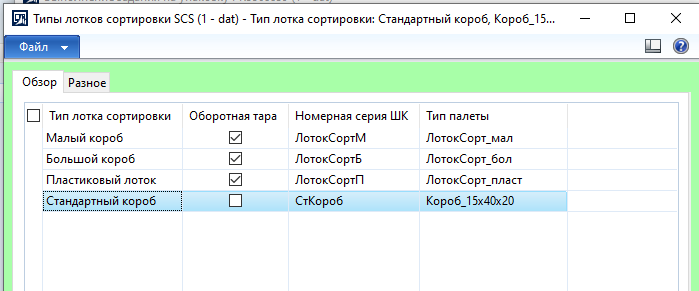 Типы лотков сортировки SCS (1 - dat) - Тип лотка сортировки: Стандартный короб, Короб_15...
Файл
Обзор Разное
Тип лотка сортировки Оборотная тара Номерная серия ШК Тип палеты
Малый короб ЛотокСортМ ЛотокСорт_мал
Большой короб ЛотокСортБ ЛотокСорт_бол
Пластиковый лоток ЛотокСортП ЛотокСорт_пласт
Стандартный короб СтКороб Короб_15x40x20